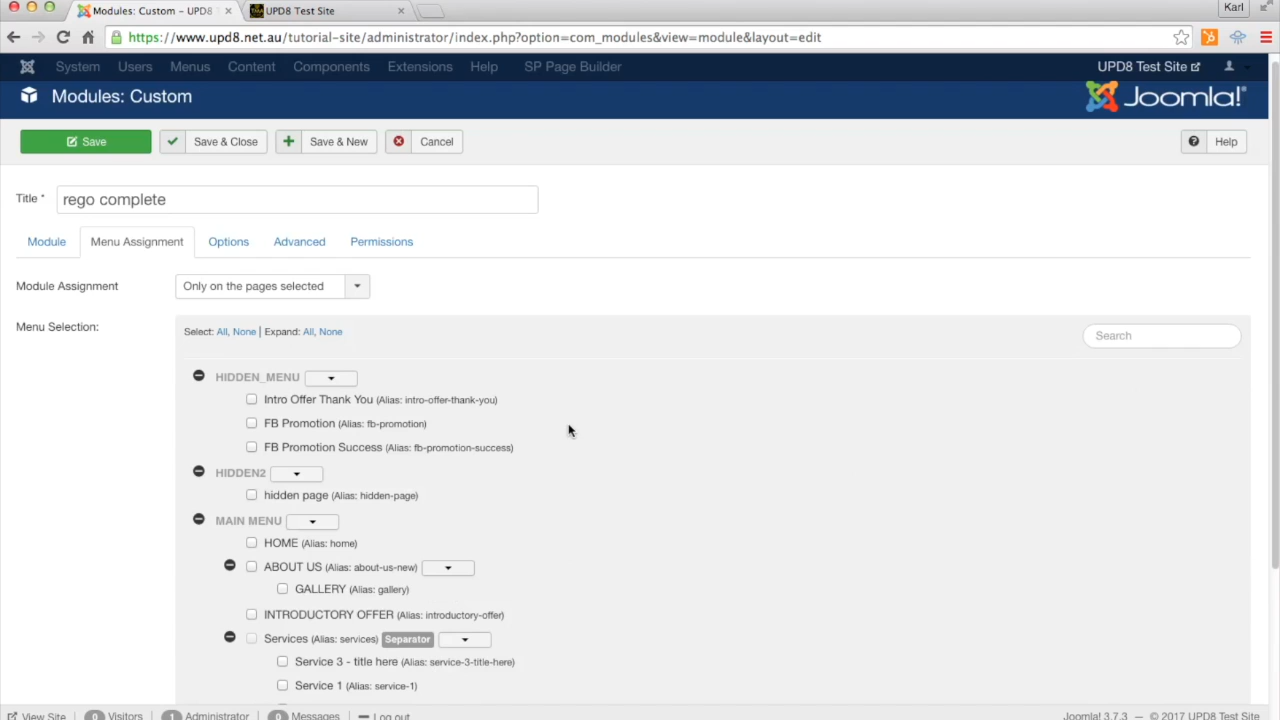 Modules: Custom – UPD8 ×
UPD8 Test Site ×
Karl
https://www.upd8.net.au/tutorial-site/administrator/index.php?option=com_modules&view=module&layout=edit
System Users Menus Content Components Extensions Help SP Page Builder UPD8 Test Site
Modules: Custom Joomla!®
Save Save & Close Save & New Cancel Help
Title * rego complete
Module Menu Assignment Options Advanced Permissions
Module Assignment Only on the pages selected
Menu Selection:
Select: All, None | Expand: All, None Search
HIDDEN_MENU
Intro Offer Thank You (Alias: intro-offer-thank-you)
FB Promotion (Alias: fb-promotion)
FB Promotion Success (Alias: fb-promotion-success)
HIDDEN2
hidden page (Alias: hidden-page)
MAIN MENU
HOME (Alias: home)
ABOUT US (Alias: about-us-new)
GALLERY (Alias: gallery)
INTRODUCTORY OFFER (Alias: introductory-offer)
Services (Alias: services) Separator
Service 3 - title here (Alias: service-3-title-here)
Service 1 (Alias: service-1)
View Site 0 Visitors 1 Administrator 0 Messages Log out Joomla! 3.7.3 — © 2017 UPD8 Test Site